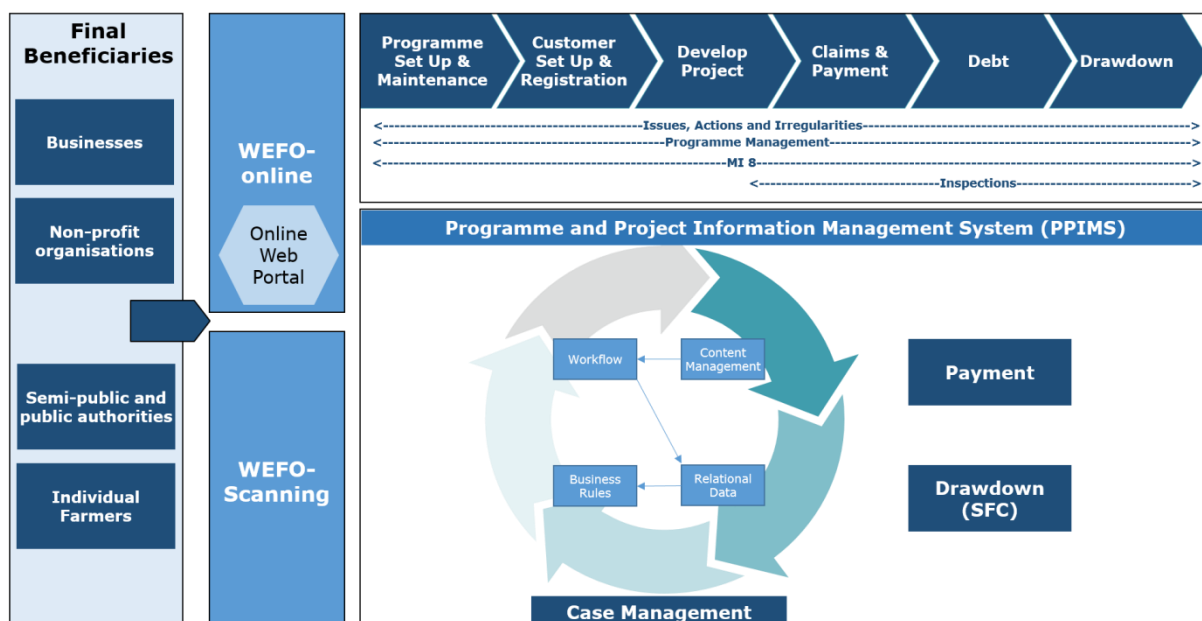 Final
Beneficiaries
Businesses
Non-profit
organisations
Semi-public and
public authorities
Individual
Farmers
WEFO-
online
Online
Web
Portal
WEFO-
Scanning
Programme
Set Up &
Maintenance
Customer
Set Up &
Registration
Develop
Project
Claims &
Payment
Debt
Drawdown
Issues, Actions and Irregularities
Programme Management
MI 8
Inspections
Programme and Project Information Management System (PPIMS)
Workflow
Content
Management
Business
Rules
Relational
Data
Case Management
Payment
Drawdown
(SFC)